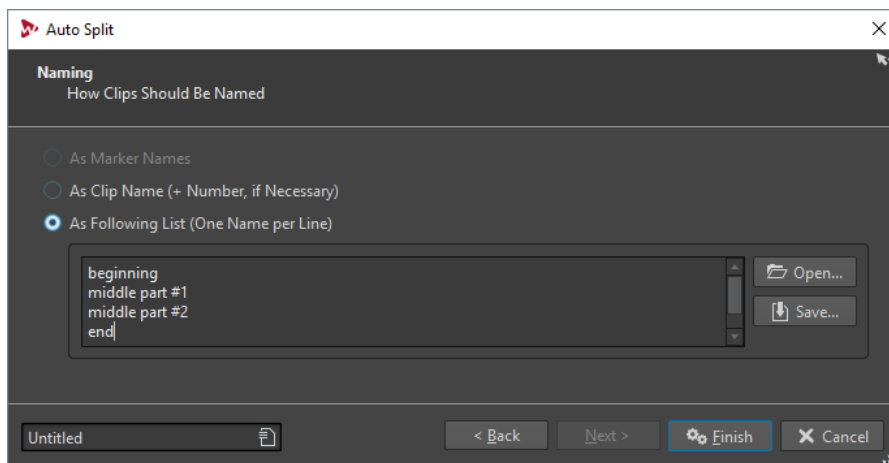 Auto Split
Naming
How Clips Should Be Named
As Marker Names
As Clip Name (+ Number, if Necessary)
As Following List (One Name per Line)
beginning
middle part #1
middle part #2
end
Open...
Save...
Untitled
< Back
Next >
Finish
Cancel